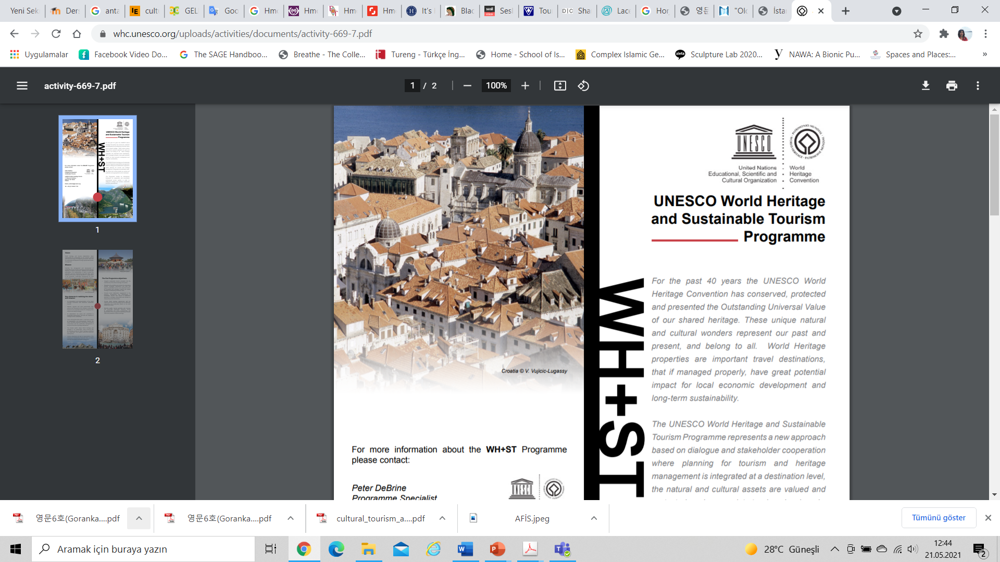 Yeni Sek
Ders
anta
cult
GEL
Goo
Hmo
Hmo
Hm
Hm
It's
Blac
Sesl
Tou
Sha
Lace
Hor
영문
"Old
İsta
whc.unesco.org/uploads/activities/documents/activity-669-7.pdf
Uygulamalar
Facebook Video Do...
The SAGE Handboo...
Breathe - The Colle...
Tureng - Türkçe İng...
Home - School of Is...
Complex Islamic Ge...
Sculpture Lab 2020...
NAWA: A Bionic Pu...
Spaces and Places:...
»
activity-669-7.pdf
1 / 2
100%
1
2
UNESCO
United Nations
Educational, Scientific and
Cultural Organization
World
Heritage
Convention
UNESCO World Heritage
and Sustainable Tourism
Programme
WH+ST
For the past 40 years the UNESCO World
Heritage Convention has conserved, protected
and presented the Outstanding Universal Value
of our shared heritage. These unique natural
and cultural wonders represent our past and
present, and belong to all. World Heritage
properties are important travel destinations,
that if managed properly, have great potential
impact for local economic development and
long-term sustainability.
The UNESCO World Heritage and Sustainable
Tourism Programme represents a new approach
based on dialogue and stakeholder cooperation
where planning for tourism and heritage
management is integrated at a destination level,
the natural and cultural assets are valued and
Croatia © V. Vujicic-Lugassy
For more information about the WH+ST Programme
please contact:
Peter DeBrine
Programme Specialist
UNESCO
영문6호(Goranka....pdf
영문6호(Goranka....pdf
cultural_tourism_a....pdf
AFİS.jpeg
Tümünü göster
Aramak için buraya yazın
28°C Güneşli
12:44
21.05.2021
2